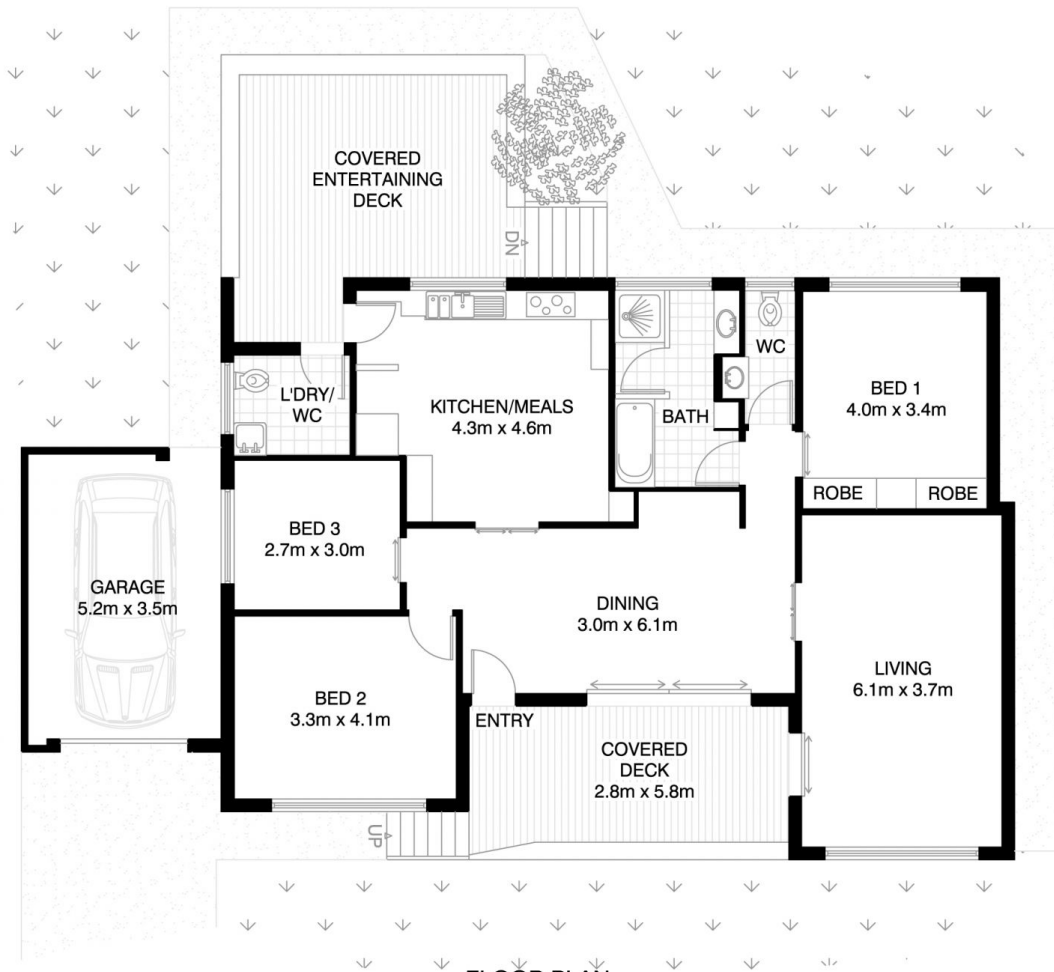 COVERED
ENTERTAINING
DECK
DN
WC
L'DRY/
WC
KITCHEN/MEALS
4.3m x 4.6m
BATH
BED 1
4.0m x 3.4m
ROBE
ROBE
BED 3
2.7m x 3.0m
GARAGE
5.2m x 3.5m
DINING
3.0m x 6.1m
LIVING
6.1m x 3.7m
BED 2
3.3m x 4.1m
ENTRY
COVERED
DECK
2.8m x 5.8m
UP
FLOOR PLAN